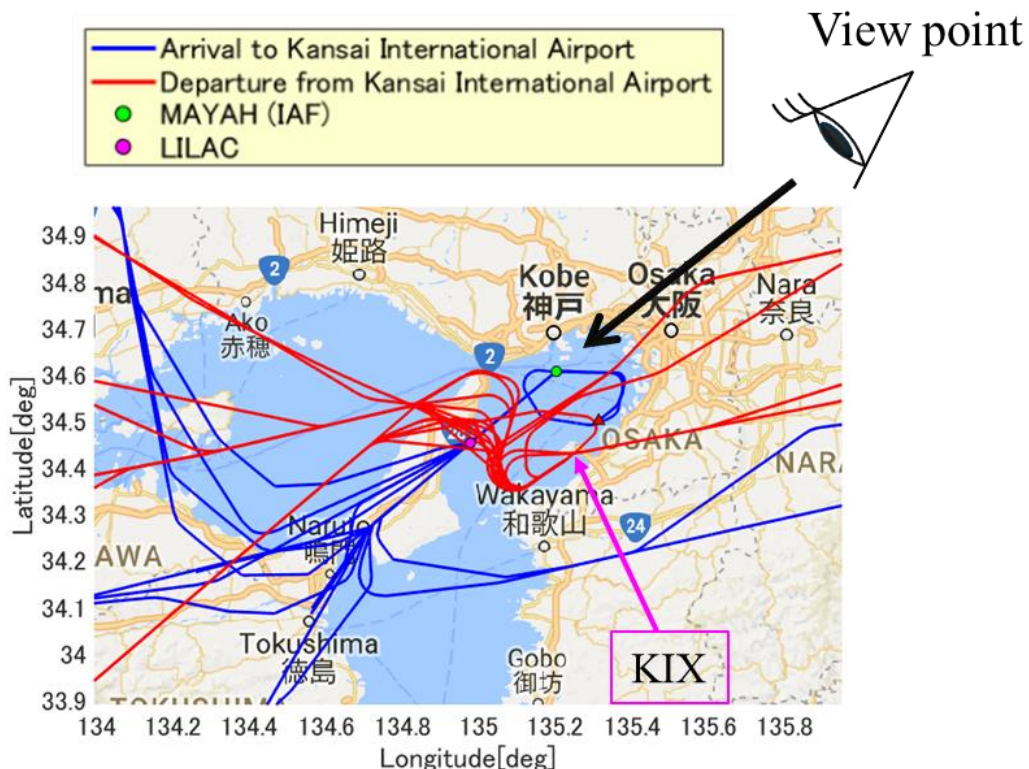 View point
Arrival to Kansai International Airport
Departure from Kansai International Airport
MAYAH (IAF)
LILAC
Latitude[deg]
34.9
34.8
34.7
34.6
34.5
34.4
34.3
34.2
34.1
34
33.9
Himeji
姫路
2
ma
Kobe
神戸
Osaka
大阪
Nara
奈良
Ako
赤穂
2
OSAKA
NARA
Wakayama
和歌山
24
Naruto
鳴門
AWA
Tokushima
徳島
Gobo
御坊
KIX
TOKUSHIM
134
134.2
134.4
134.6
134.8
135
135.2
135.4
135.6
135.8
Longitude[deg]